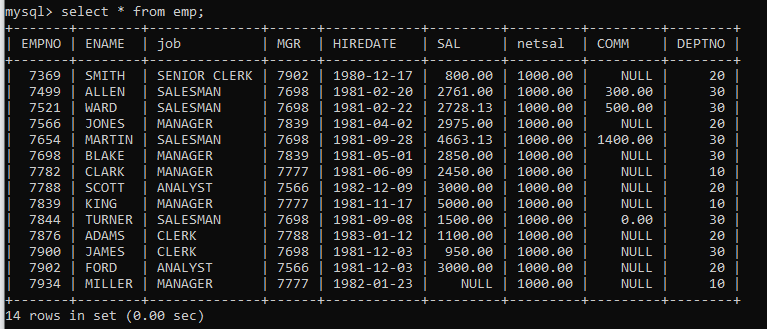 mysql> select * from emp;
+-------+--------+--------------+------+------------+---------+---------+---------+--------+
| EMPNO | ENAME  | job          | MGR  | HIREDATE   | SAL     | netsal  | COMM    | DEPTNO |
+-------+--------+--------------+------+------------+---------+---------+---------+--------+
|  7369 | SMITH  | SENIOR CLERK | 7902 | 1980-12-17 |  800.00 | 1000.00 |    NULL |     20 |
|  7499 | ALLEN  | SALESMAN     | 7698 | 1981-02-20 | 2761.00 | 1000.00 |  300.00 |     30 |
|  7521 | WARD   | SALESMAN     | 7698 | 1981-02-22 | 2728.13 | 1000.00 |  500.00 |     30 |
|  7566 | JONES  | MANAGER      | 7839 | 1981-04-02 | 2975.00 | 1000.00 |    NULL |     20 |
|  7654 | MARTIN | SALESMAN     | 7698 | 1981-09-28 | 4663.13 | 1000.00 | 1400.00 |     30 |
|  7698 | BLAKE  | MANAGER      | 7839 | 1981-05-01 | 2850.00 | 1000.00 |    NULL |     30 |
|  7782 | CLARK  | MANAGER      | 7777 | 1981-06-09 | 2450.00 | 1000.00 |    NULL |     10 |
|  7788 | SCOTT  | ANALYST      | 7566 | 1982-12-09 | 3000.00 | 1000.00 |    NULL |     20 |
|  7839 | KING   | MANAGER      | 7777 | 1981-11-17 | 5000.00 | 1000.00 |    NULL |     10 |
|  7844 | TURNER | SALESMAN     | 7698 | 1981-09-08 | 1500.00 | 1000.00 |    0.00 |     30 |
|  7876 | ADAMS  | CLERK        | 7788 | 1983-01-12 | 1100.00 | 1000.00 |    NULL |     20 |
|  7900 | JAMES  | CLERK        | 7698 | 1981-12-03 |  950.00 | 1000.00 |    NULL |     30 |
|  7902 | FORD   | ANALYST      | 7566 | 1981-12-03 | 3000.00 | 1000.00 |    NULL |     20 |
|  7934 | MILLER | MANAGER      | 7777 | 1982-01-23 |    NULL | 1000.00 |    NULL |     10 |
+-------+--------+--------------+------+------------+---------+---------+---------+--------+
14 rows in set (0.00 sec)